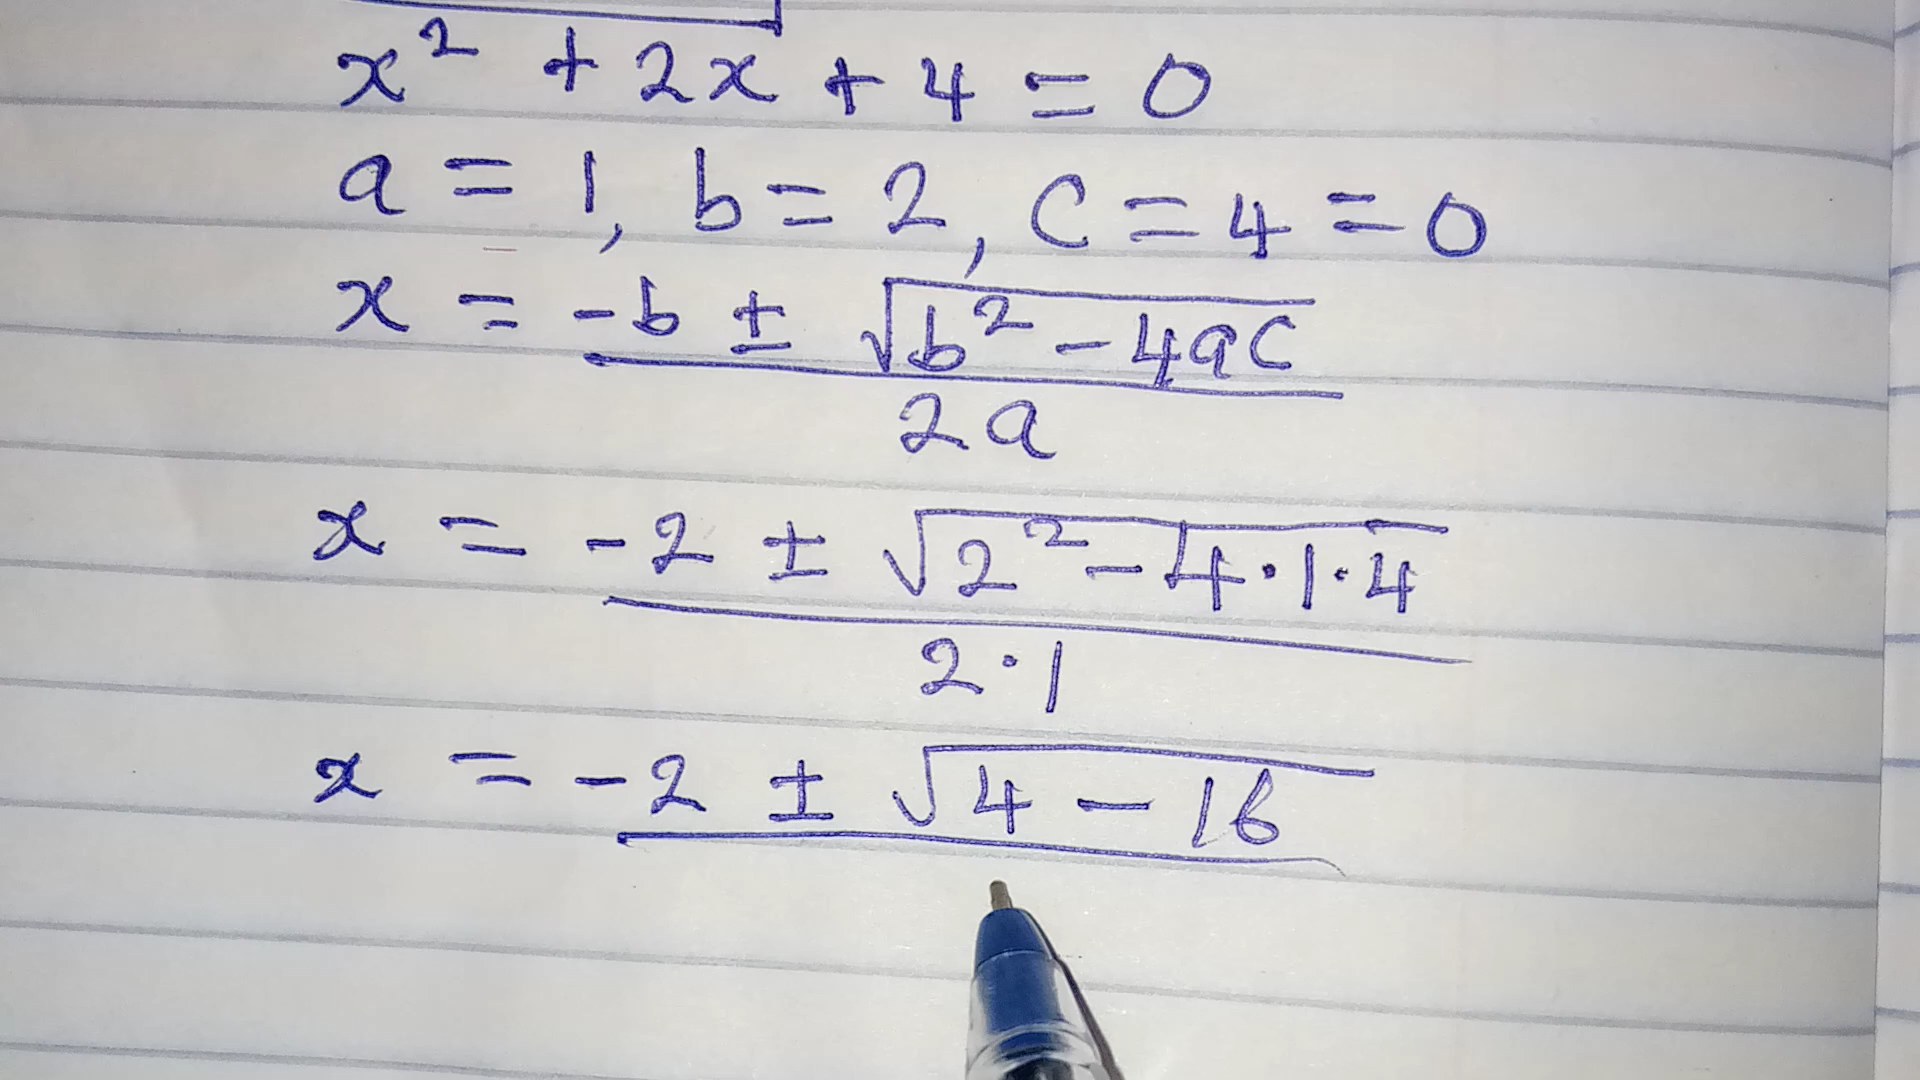 x² + 2x + 4 = 0
a = 1, b = 2, c = 4 = 0
x = -b ± √b² - 4ac
2a
x = -2 ± √2² - 4·1·4
2·1
x = -2 ± √4 - 16